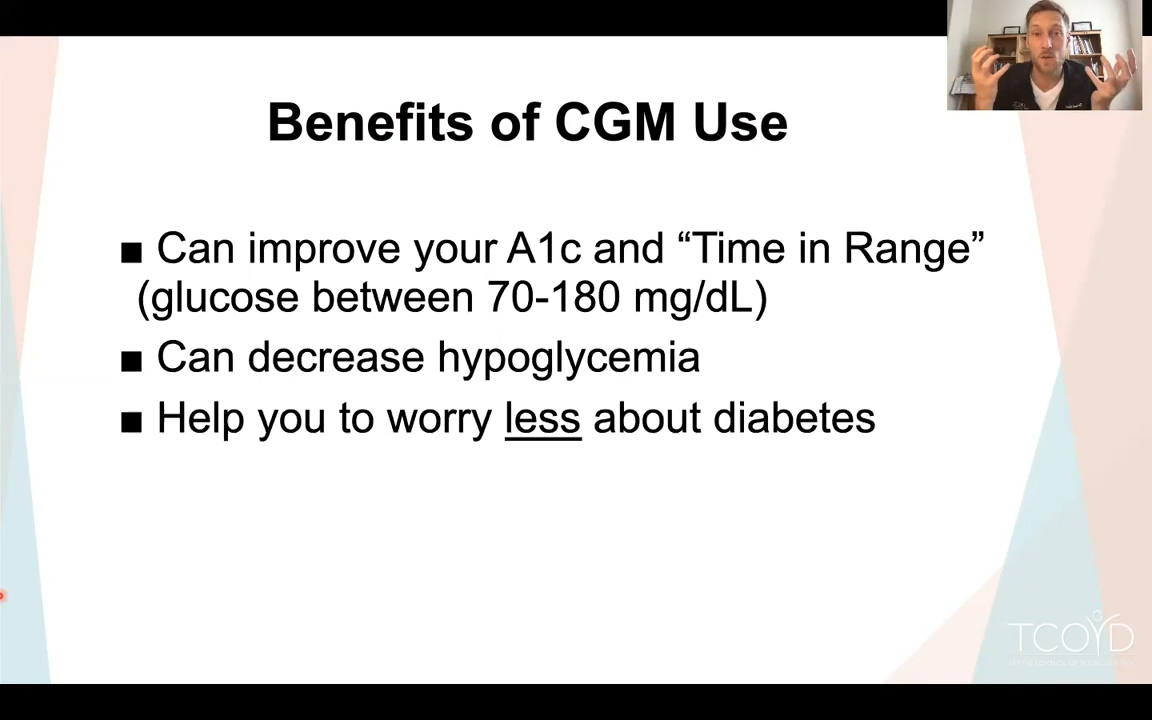 Benefits of CGM Use
■ Can improve your A1c and “Time in Range”
(glucose between 70-180 mg/dL)
■ Can decrease hypoglycemia
■ Help you to worry less about diabetes
TCOYD